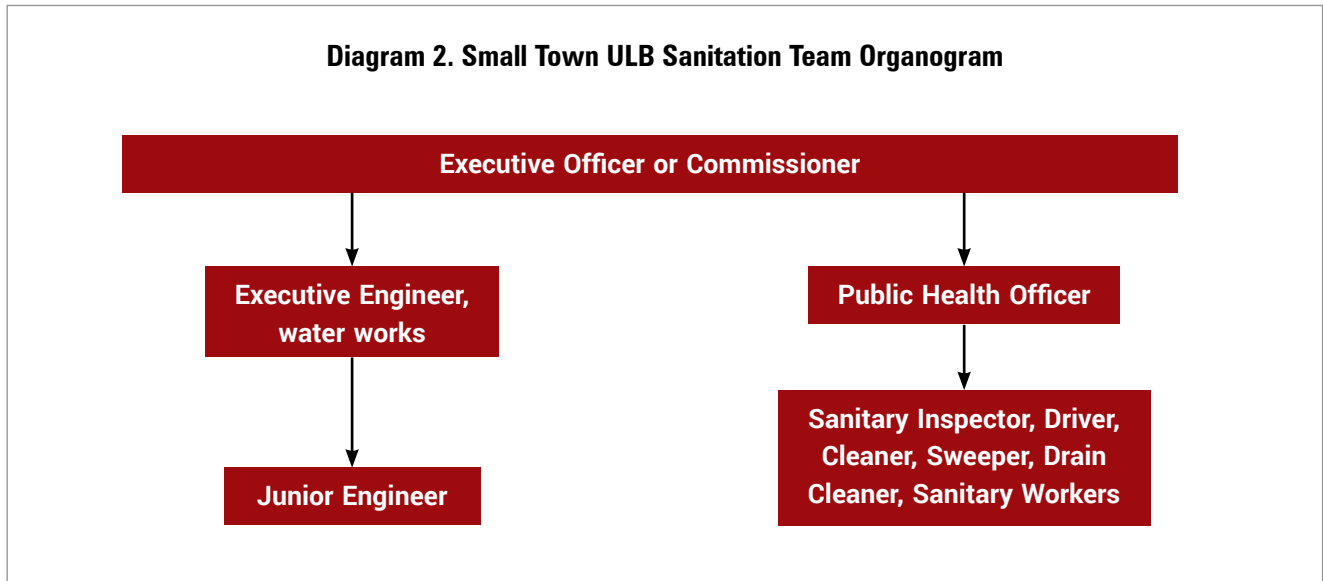 Diagram 2. Small Town ULB Sanitation Team Organogram
Executive Officer or Commissioner
Executive Engineer,
water works
Public Health Officer
Junior Engineer
Sanitary Inspector, Driver,
Cleaner, Sweeper, Drain
Cleaner, Sanitary Workers